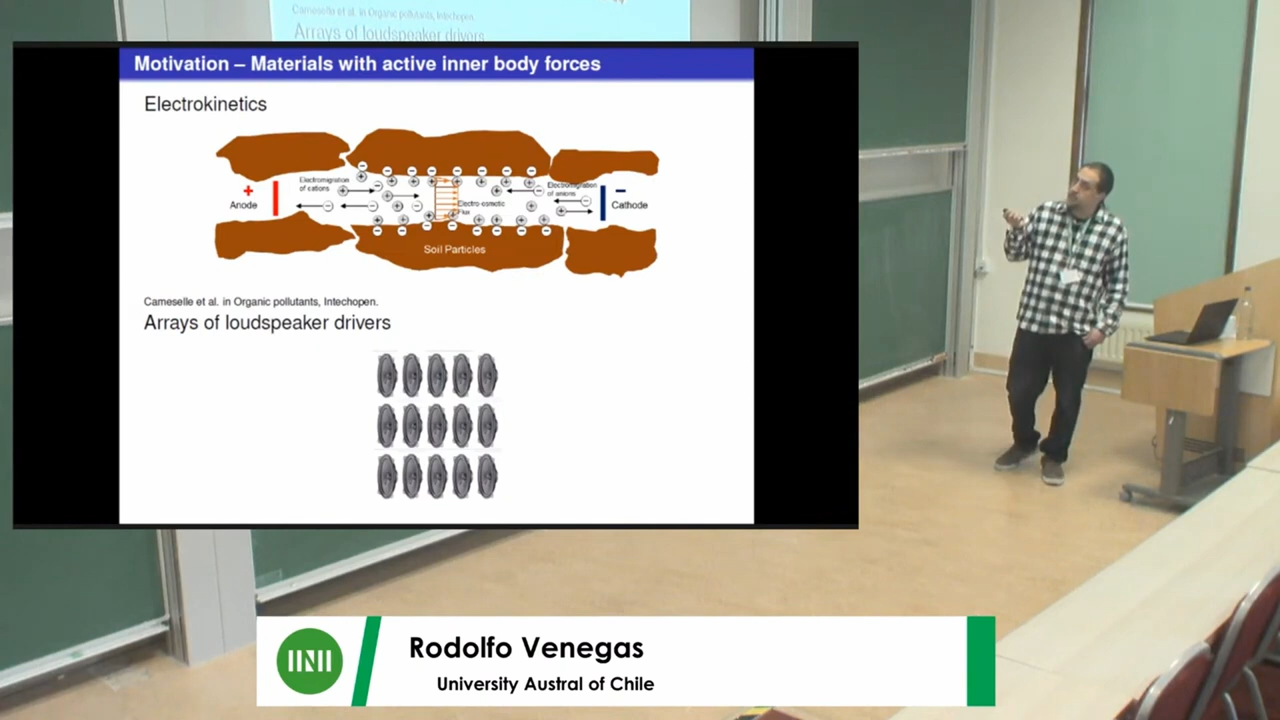 Cameselle et al. in Organic pollutants, Intechopen.
Arrays of loudspeaker drivers
Motivation – Materials with active inner body forces
Electrokinetics
Electromigration
of cations
Electromigration
of anions
+
Anode
–
Cathode
Electro-osmotic
flux
Soil Particles
Cameselle et al. in Organic pollutants, Intechopen.
Arrays of loudspeaker drivers
Rodolfo Venegas
University Austral of Chile